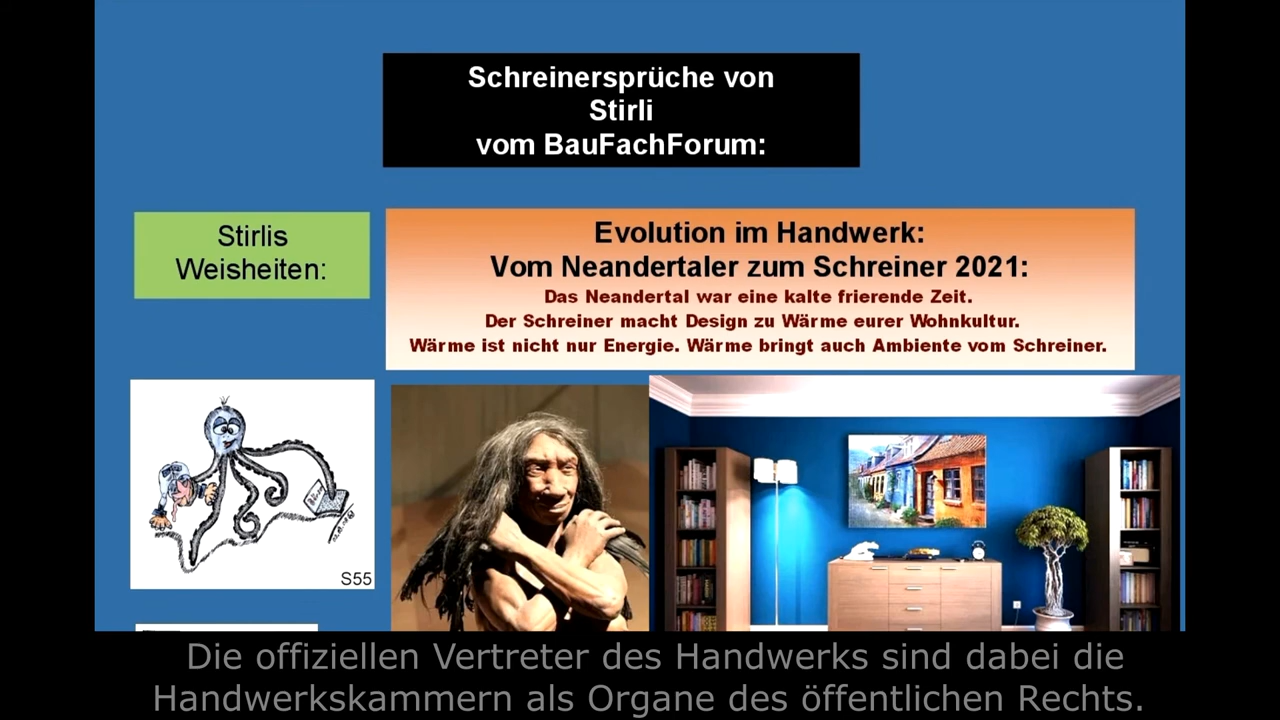 Schreinersprüche von
Stirli
vom BauFachForum:
Stirlis
Weisheiten:
Evolution im Handwerk:
Vom Neandertaler zum Schreiner 2021:
Das Neandertal war eine kalte frierende Zeit.
Der Schreiner macht Design zu Wärme eurer Wohnkultur.
Wärme ist nicht nur Energie. Wärme bringt auch Ambiente vom Schreiner.
S55
Die offiziellen Vertreter des Handwerks sind dabei die
Handwerkskammern als Organe des öffentlichen Rechts.